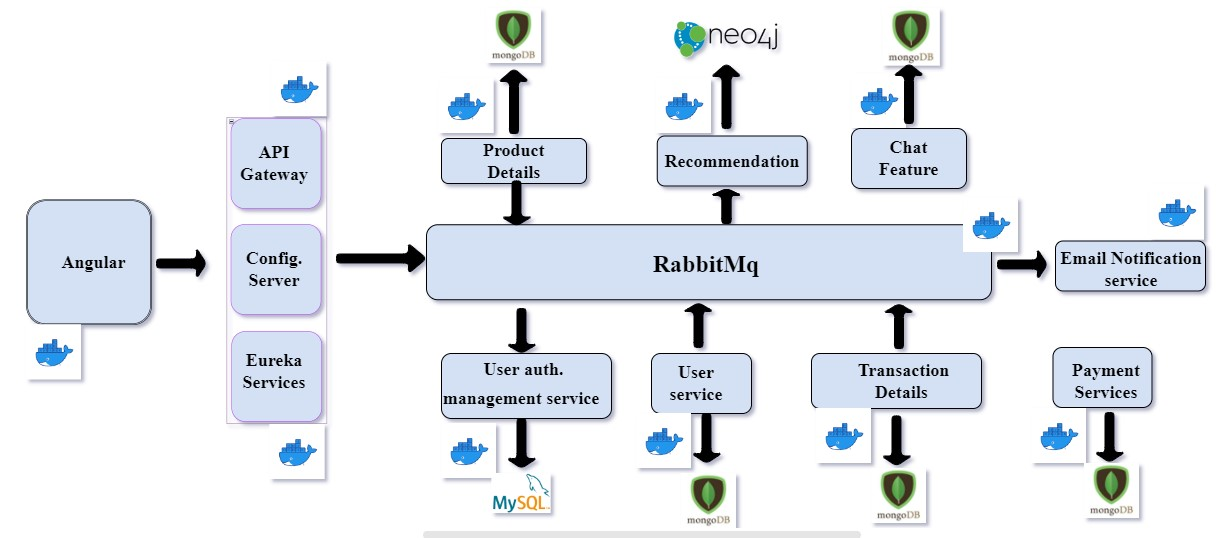 mongoDB
neo4j
mongoDB
API
Gateway
Product
Details
Recommendation
Chat
Feature
Angular
Config.
Server
RabbitMq
Email Notification
service
Eureka
Services
User auth.
management service
User
service
Transaction
Details
Payment
Services
MySQL
mongoDB
mongoDB
mongoDB